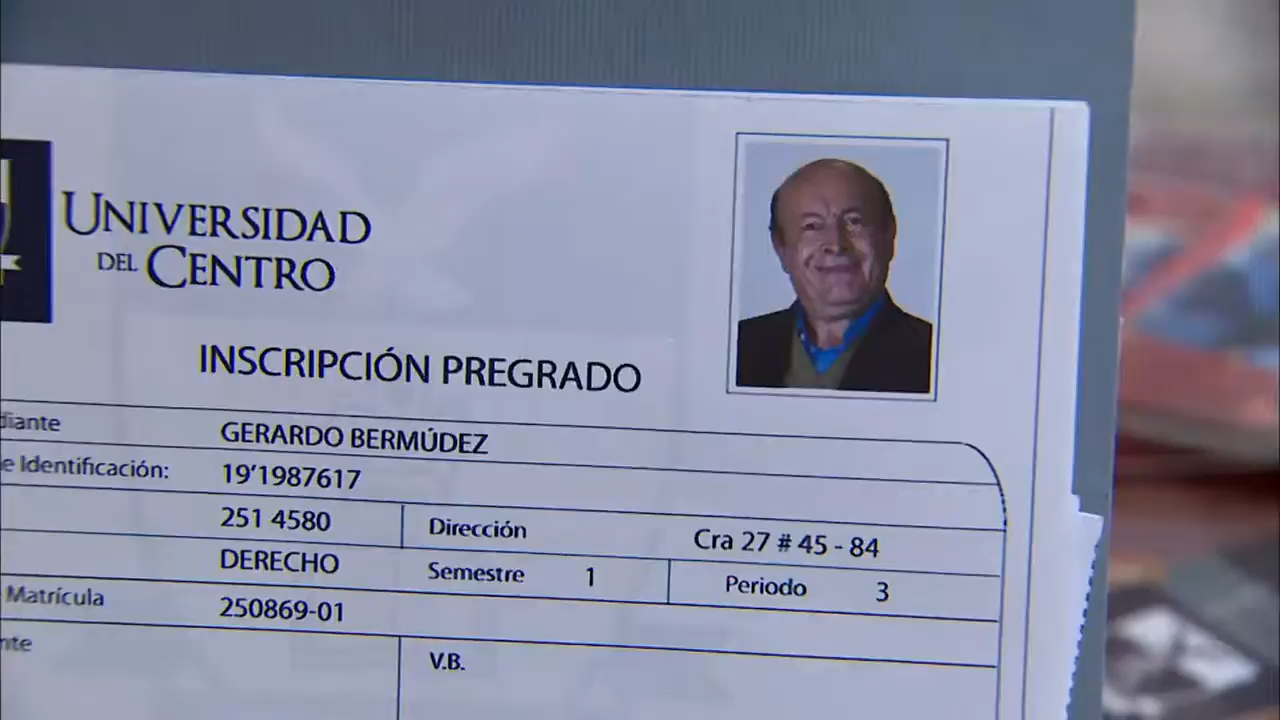 UNIVERSIDAD
DEL CENTRO
INSCRIPCIÓN PREGRADO
diante GERARDO BERMÚDEZ
e Identificación: 19'1987617
251 4580 Dirección Cra 27 # 45 - 84
DERECHO Semestre 1 Periodo 3
Matrícula 250869-01
nte V.B.